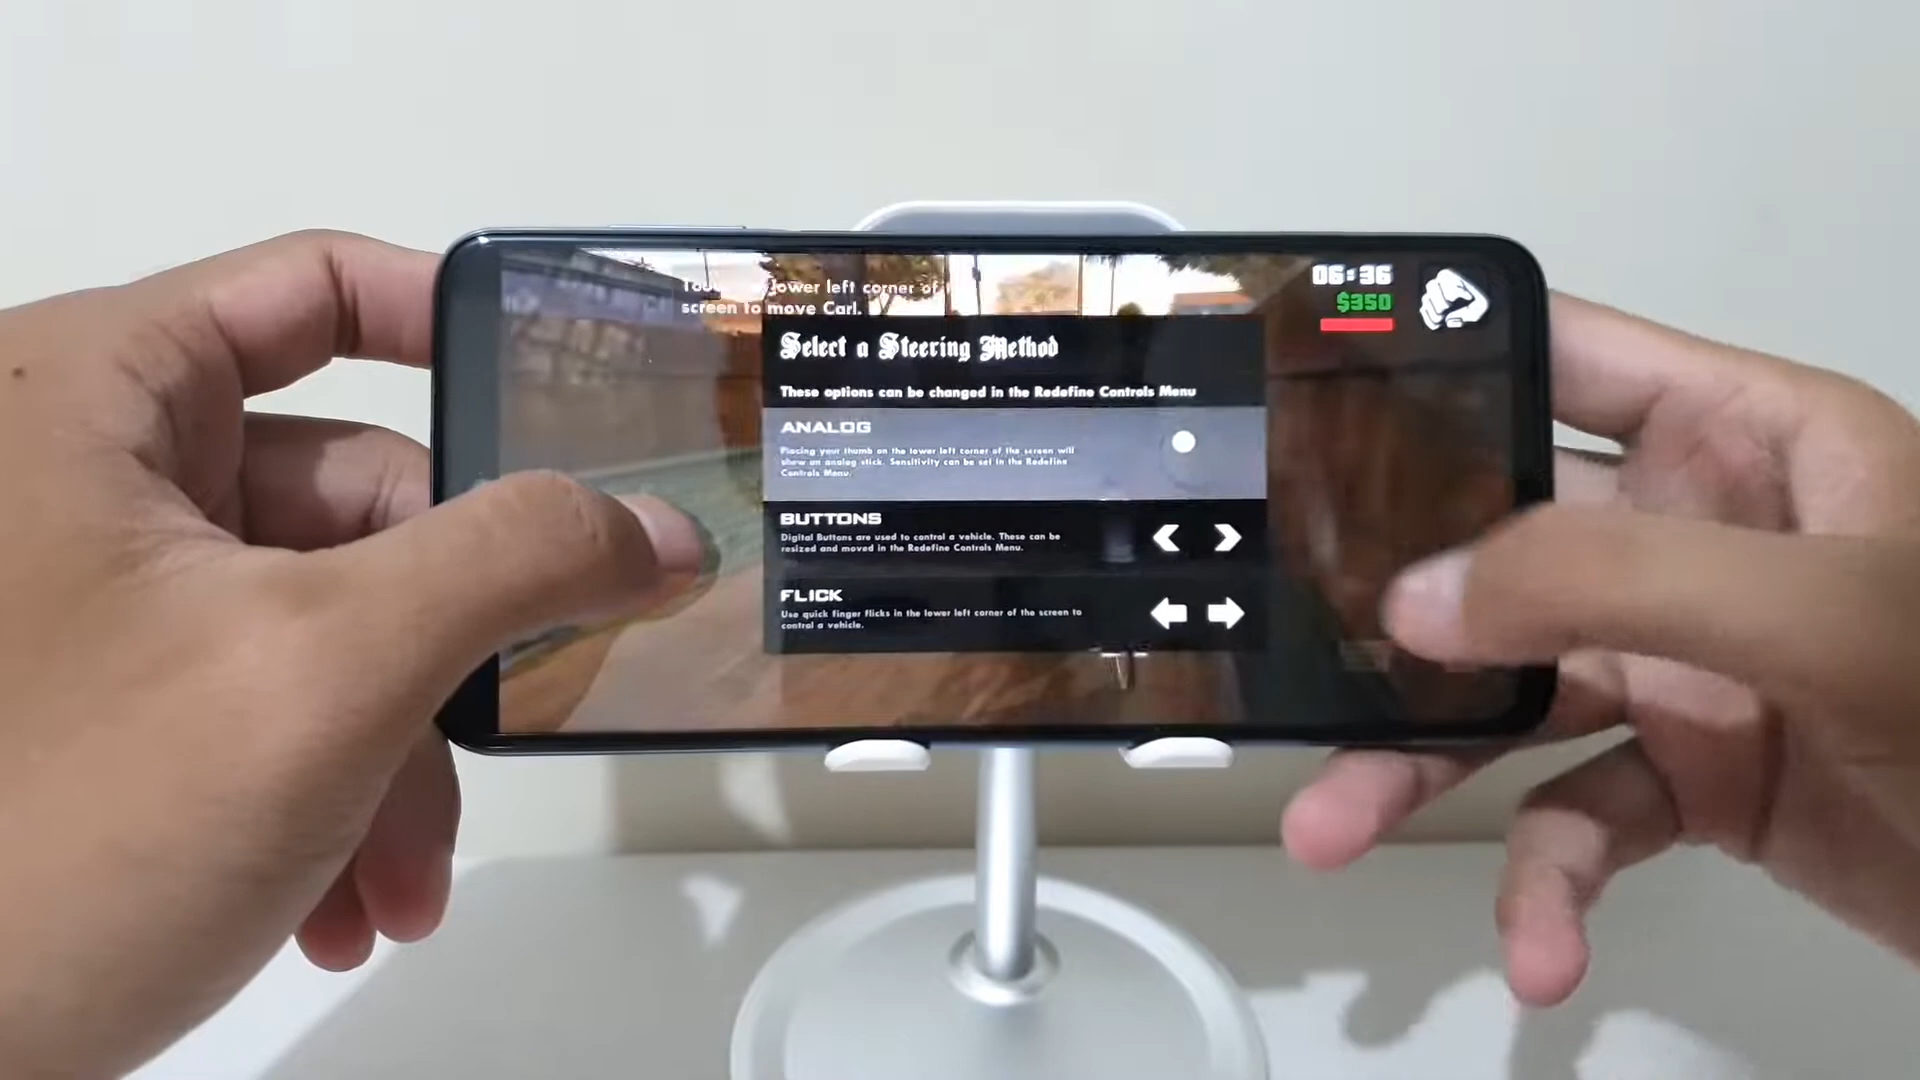 lower left corner of
screen to move Carl.
06:36
$350
Select a Steering Method
These options can be changed in the Redefine Controls Menu
ANALOG
Placing your thumb on the lower left corner of the screen will
show an analog stick. Sensitivity can be set in the Redefine
Controls Menu.
BUTTONS
Digital Buttons are used to control a vehicle. These can be
resized and moved in the Redefine Controls Menu.
FLICK
Use quick finger flicks in the lower left corner of the screen to
control a vehicle.